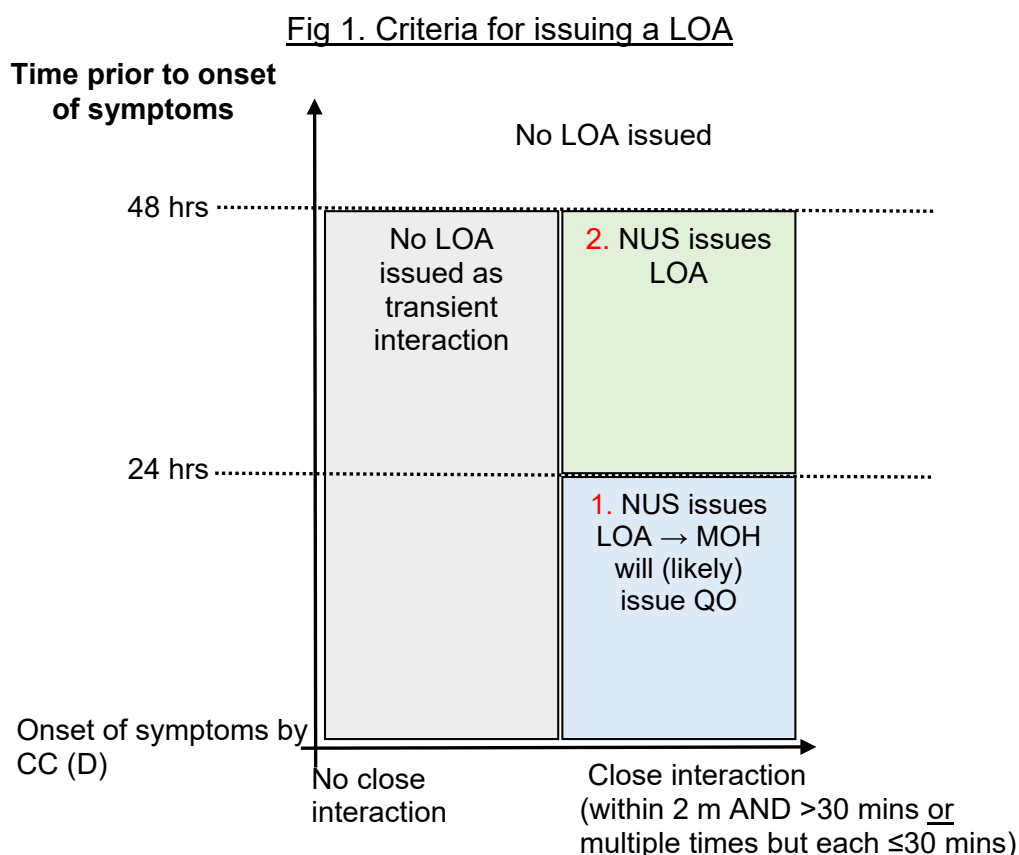 Fig 1. Criteria for issuing a LOA
Time prior to onset
of symptoms
No LOA issued
48 hrs
No LOA
issued as
transient
interaction
2. NUS issues
LOA
24 hrs
1. NUS issues
LOA → MOH
will (likely)
issue QO
Onset of symptoms by
CC (D)
No close
interaction
Close interaction
(within 2 m AND >30 mins or
multiple times but each ≤30 mins)